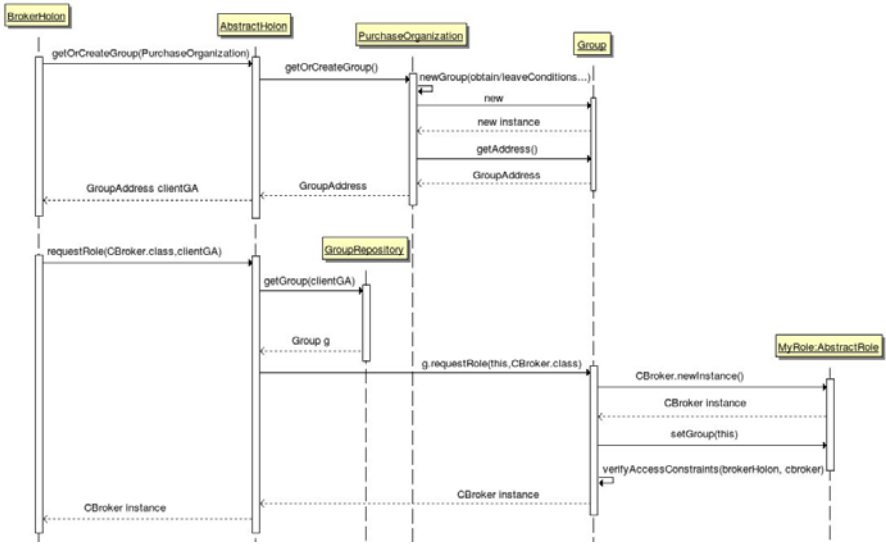 BrokerHolon
AbstractHolon
PurchaseOrganization
Group
getOrCreateGroup(PurchaseOrganization)
getOrCreateGroup()
newGroup(obtain/leaveConditions...)
new
new instance
getAddress()
GroupAddress
GroupAddress
GroupAddress clientGA
requestRole(CBroker.class,clientGA)
GroupRepository
getGroup(clientGA)
Group g
g.requestRole(this,CBroker.class)
MyRole:AbstractRole
CBroker.newInstance()
CBroker instance
setGroup(this)
verifyAccessConstraints(brokerHolon, cbroker)
CBroker instance
CBroker instance